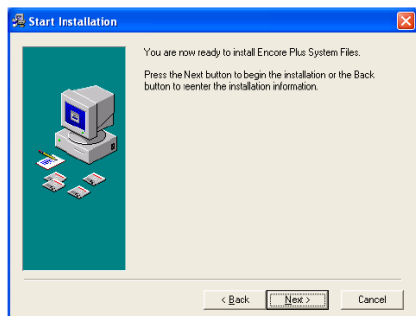 Start Installation
You are now ready to install Encore Plus System Files.
Press the Next button to begin the installation or the Back
button to reenter the installation information.
< Back
Next >
Cancel